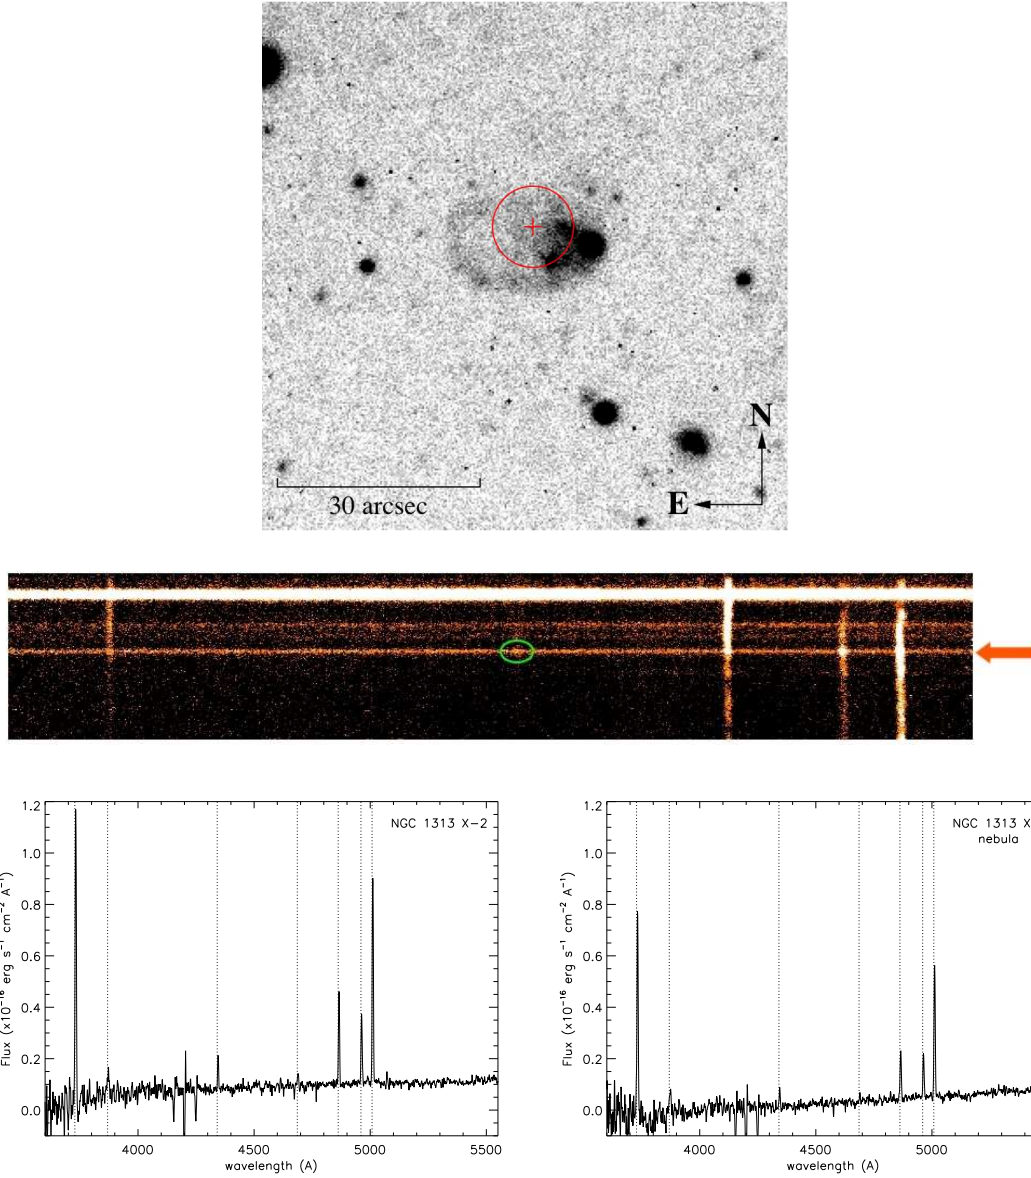 N
30 arcsec
E
1.2
1.0
0.8
0.6
0.4
0.2
0.0
Flux (x10⁻¹⁶ erg s⁻¹ cm⁻² A⁻¹)
NGC 1313 X-2
4000
4500
5000
5500
wavelength (A)
1.2
1.0
0.8
0.6
0.4
0.2
0.0
Flux (x10⁻¹⁶ erg s⁻¹ cm⁻² A⁻¹)
NGC 1313 X
nebula
4000
4500
5000
wavelength (A)